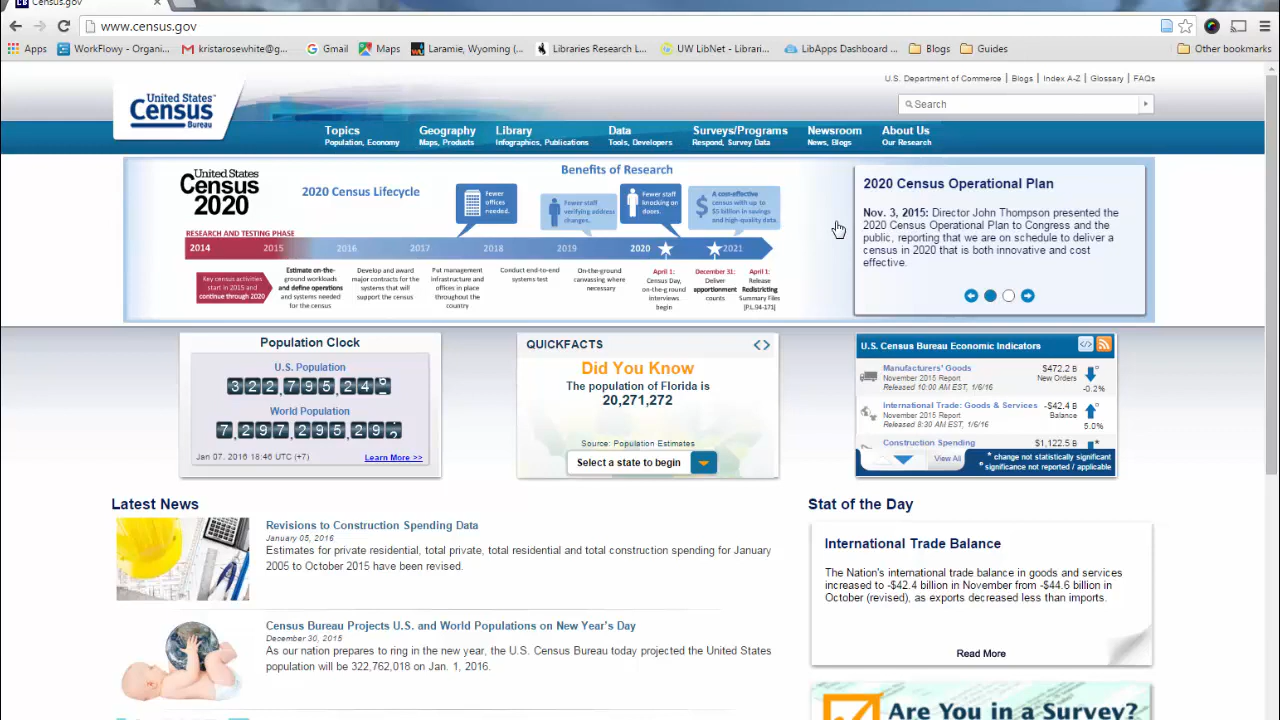 Census.gov
www.census.gov
Apps
WorkFlowy - Organi...
kristarosewhite@g...
Gmail
Maps
Laramie, Wyoming (...
Libraries Research L...
UW LibNet - Librari...
LibApps Dashboard ...
Blogs
Guides
Other bookmarks
U.S. Department of Commerce | Blogs | Index A-Z | Glossary | FAQs
United States
Census
Bureau
Search
Topics
Population, Economy
Geography
Maps, Products
Library
Infographics, Publications
Data
Tools, Developers
Surveys/Programs
Respond, Survey Data
Newsroom
News, Blogs
About Us
Our Research
United States
Census
2020
2020 Census Lifecycle
Benefits of Research
Fewer
offices
needed.
Fewer staff
verifying address
changes.
Fewer staff
knocking on
doors.
A cost-effective
census with up to
$5 billion in savings
and high-quality data.
RESEARCH AND TESTING PHASE
2014 2015 2016 2017 2018 2019 2020 2021
Key census activities
start in 2015 and
continue through 2020
Estimate on-the-
ground workloads
and define operations
and systems needed
for the census
Develop and award
major contracts for the
systems that will
support the census
Put management
infrastructure and
offices in place
throughout the
country
Conduct end-to-end
systems test
On-the-ground
canvassing where
necessary
April 1:
Census Day,
on-the-ground
interviews
begin
December 31:
Deliver
apportionment
counts
April 1:
Release
Redistricting
Summary Files
[P.L.94-171]
2020 Census Operational Plan
Nov. 3, 2015: Director John Thompson presented the
2020 Census Operational Plan to Congress and the
public, reporting that we are on schedule to deliver a
census in 2020 that is both innovative and cost
effective.
Population Clock
U.S. Population
322,795,24
World Population
7,297,295,29
Jan 07, 2016 18:46 UTC (+7)
Learn More >>
QUICKFACTS
<>
Did You Know
The population of Florida is
20,271,272
Source: Population Estimates
Select a state to begin
U.S. Census Bureau Economic Indicators
</>
Manufacturers' Goods
November 2015 Report
Released 10:00 AM EST, 1/6/16
$472.2 B
New Orders
°
-0.2%
International Trade: Goods & Services
November 2015 Report
Released 8:30 AM EST, 1/6/16
-$42.4 B
Balance
°
5.0%
Construction Spending
$1,122.5 B
*
View All
* change not statistically significant
° significance not reported / applicable
Latest News
Revisions to Construction Spending Data
January 05, 2016
Estimates for private residential, total private, total residential and total construction spending for January
2005 to October 2015 have been revised.
Census Bureau Projects U.S. and World Populations on New Year's Day
December 30, 2015
As our nation prepares to ring in the new year, the U.S. Census Bureau today projected the United States
population will be 322,762,018 on Jan. 1, 2016.
Stat of the Day
International Trade Balance
The Nation's international trade balance in goods and services
increased to -$42.4 billion in November from -$44.6 billion in
October (revised), as exports decreased less than imports.
Read More
Are You in a Survey?